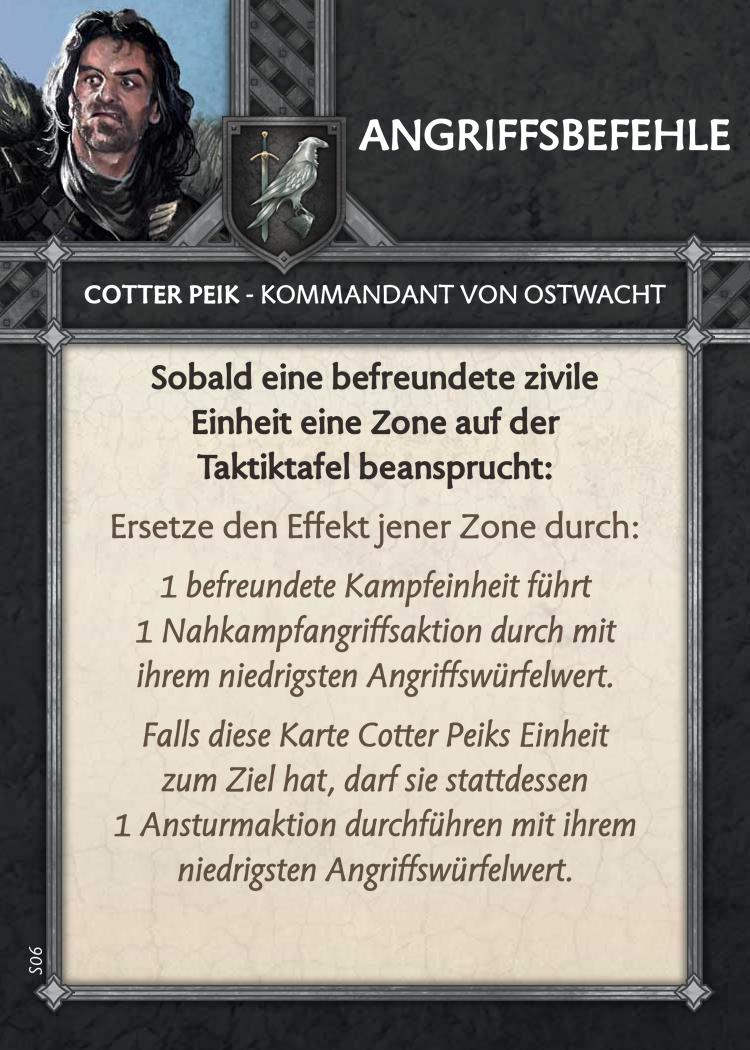 ANGRIFFSBEFEHLE
COTTER PEIK - KOMMANDANT VON OSTWACHT
Sobald eine befreundete zivile
Einheit eine Zone auf der
Taktiktafel beansprucht:
Ersetze den Effekt jener Zone durch:
1 befreundete Kampfeinheit führt
1 Nahkampfangriffsaktion durch mit
ihrem niedrigsten Angriffswürfelwert.
Falls diese Karte Cotter Peiks Einheit
zum Ziel hat, darf sie stattdessen
1 Ansturmaktion durchführen mit ihrem
niedrigsten Angriffswürfelwert.
S06